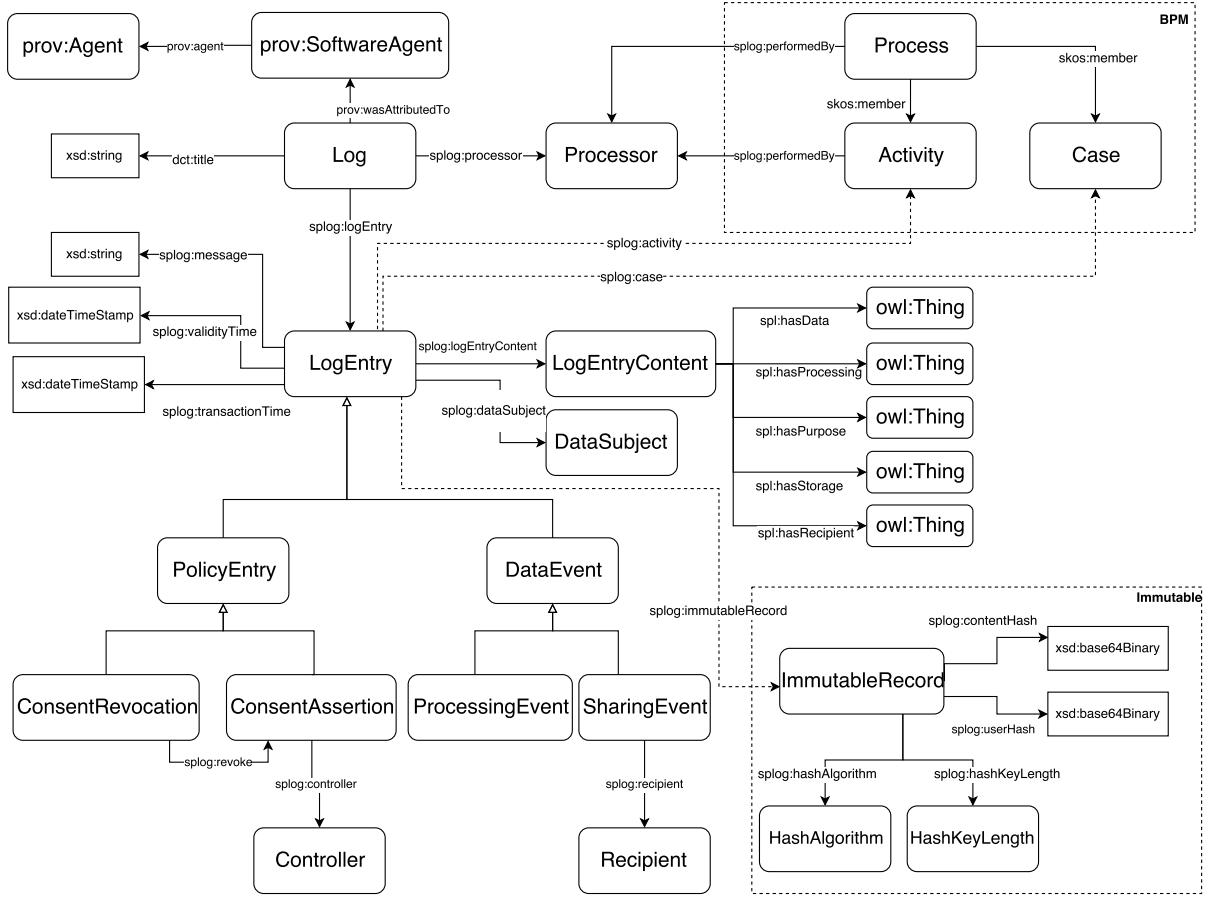 BPM
prov:Agent
prov:agent
prov:SoftwareAgent
splog:performedBy
Process
skos:member
prov:wasAttributedTo
skos:member
xsd:string
dct:title
Log
splog:processor
Processor
splog:performedBy
Activity
Case
splog:logEntry
xsd:string
splog:message
splog:activity
splog:case
xsd:dateTimeStamp
splog:validityTime
spl:hasData
owl:Thing
LogEntry
splog:logEntryContent
LogEntryContent
spl:hasProcessing
owl:Thing
xsd:dateTimeStamp
splog:transactionTime
splog:dataSubject
DataSubject
spl:hasPurpose
owl:Thing
spl:hasStorage
owl:Thing
spl:hasRecipient
owl:Thing
PolicyEntry
DataEvent
splog:immutableRecord
Immutable
splog:contentHash
xsd:base64Binary
ImmutableRecord
ConsentRevocation
ConsentAssertion
ProcessingEvent
SharingEvent
xsd:base64Binary
splog:userHash
splog:revoke
splog:controller
splog:recipient
splog:hashAlgorithm
splog:hashKeyLength
HashAlgorithm
HashKeyLength
Controller
Recipient